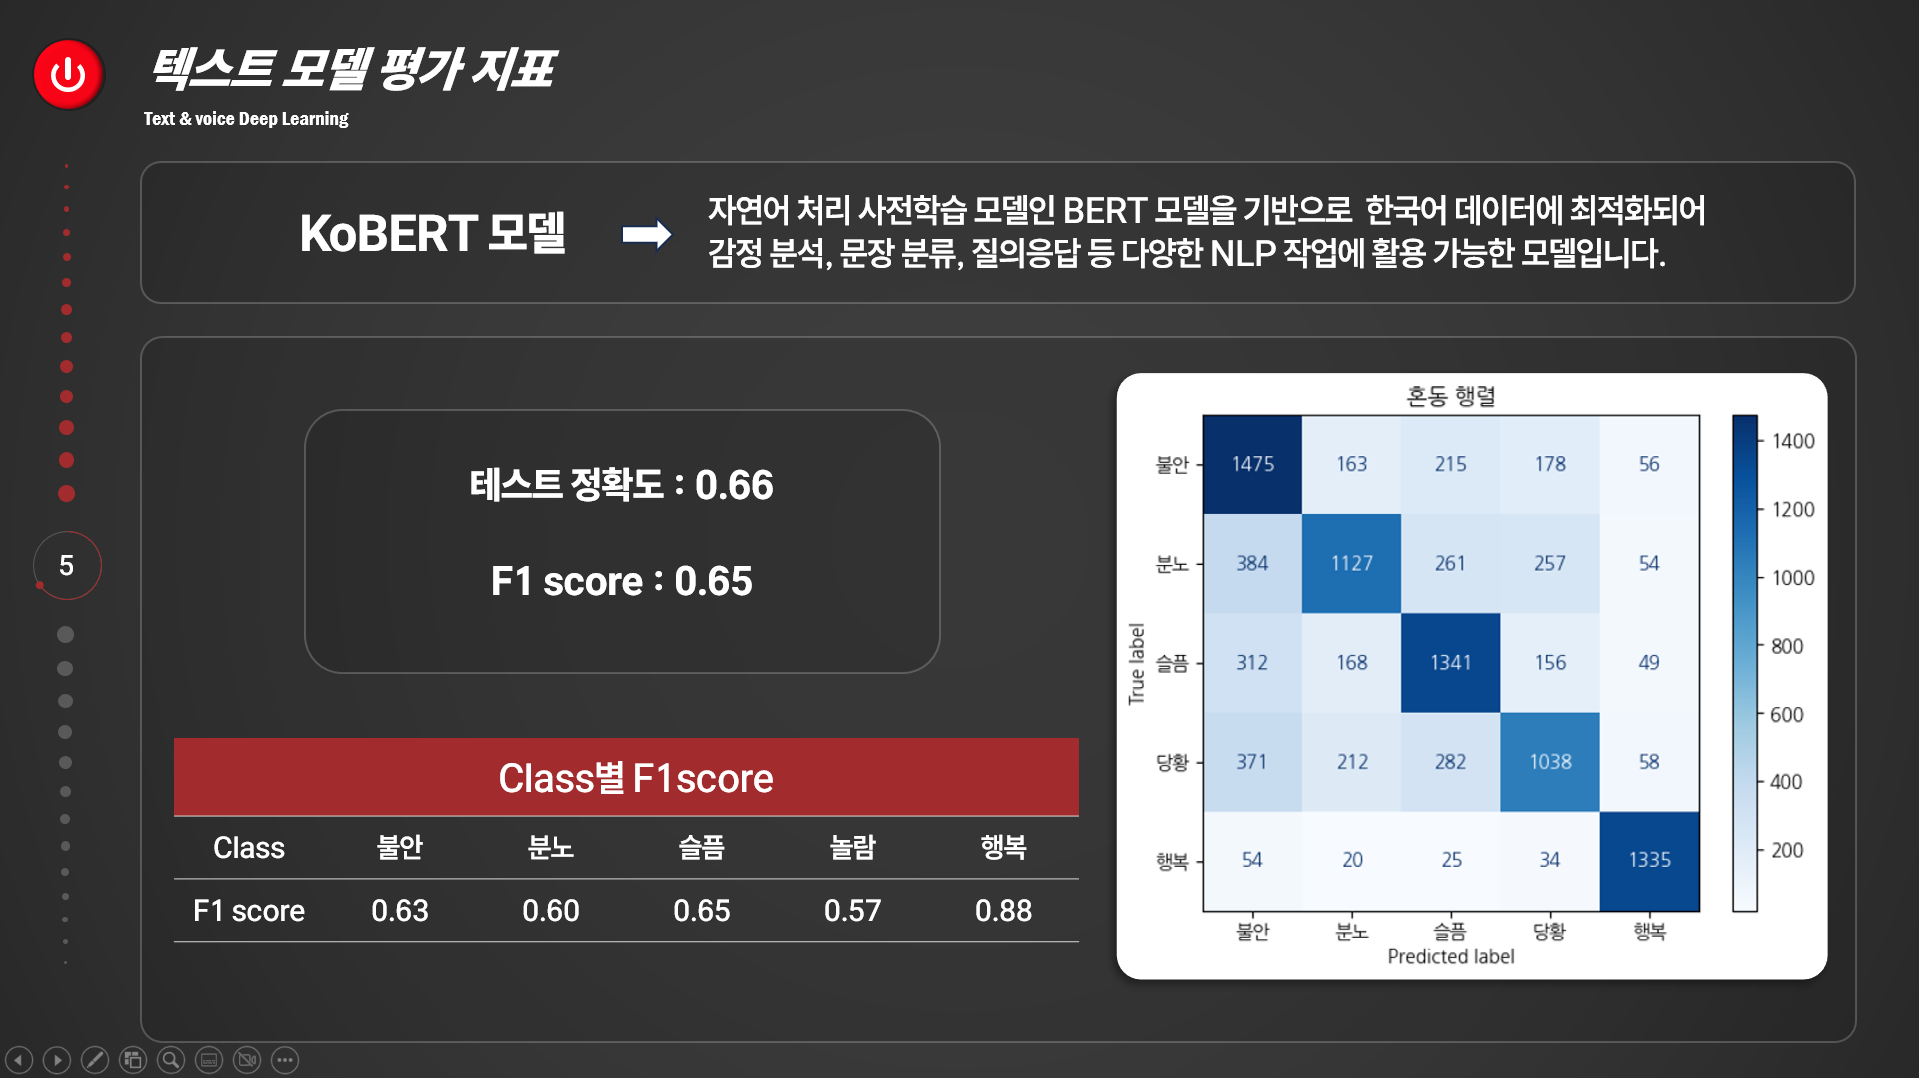 텍스트 모델 평가 지표
Text & voice Deep Learning
KoBERT 모델
자연어 처리 사전학습 모델인 BERT 모델을 기반으로 한국어 데이터에 최적화되어
감정 분석, 문장 분류, 질의응답 등 다양한 NLP 작업에 활용 가능한 모델입니다.
5
테스트 정확도 : 0.66
F1 score : 0.65
Class별 F1score
Class 불안 분노 슬픔 놀람 행복
F1 score 0.63 0.60 0.65 0.57 0.88
혼동 행렬
True label
불안 1475 163 215 178 56
분노 384 1127 261 257 54
슬픔 312 168 1341 156 49
당황 371 212 282 1038 58
행복 54 20 25 34 1335
불안 분노 슬픔 당황 행복
Predicted label
1400
1200
1000
800
600
400
200